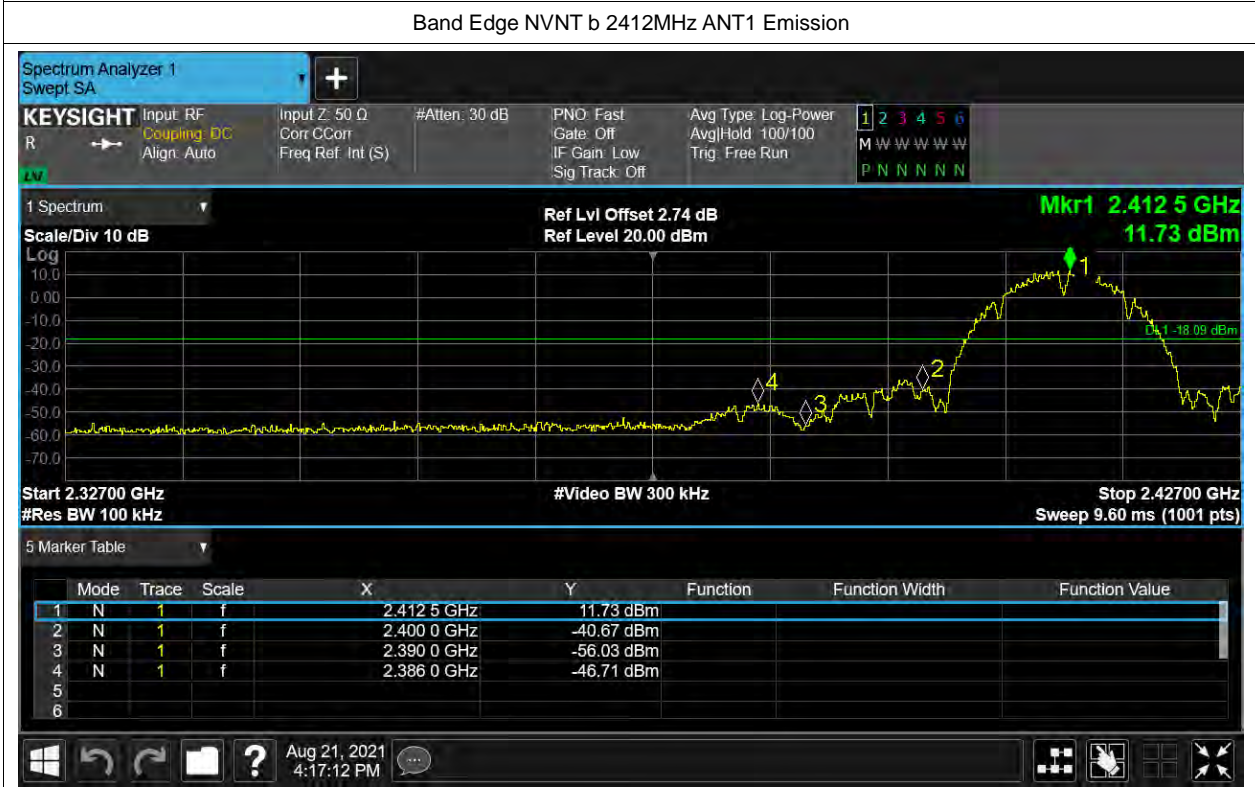 Band Edge NVNT b 2412MHz ANT1 Emission
Spectrum Analyzer 1
Swept SA
+
KEYSIGHT Input: RF Input Z: 50 Ω #Atten: 30 dB PNO: Fast Avg Type: Log-Power 1 2 3 4 5 6
R Coupling: DC Corr CCorr Gate: Off Avg|Hold: 100/100 M W W W W W
Align: Auto Freq Ref: Int (S) IF Gain: Low Trig: Free Run
Sig Track: Off P N N N N N
1 Spectrum Ref Lvl Offset 2.74 dB Mkr1 2.412 5 GHz
Scale/Div 10 dB Ref Level 20.00 dBm 11.73 dBm
Log
10.0
0.00
-10.0
-20.0
-30.0
-40.0
-50.0
-60.0
-70.0
1
DL1 -18.09 dBm
2
4
3
Start 2.32700 GHz #Video BW 300 kHz Stop 2.42700 GHz
#Res BW 100 kHz Sweep 9.60 ms (1001 pts)
5 Marker Table
Mode Trace Scale X Y Function Function Width Function Value
1 N 1 f 2.412 5 GHz 11.73 dBm
2 N 1 f 2.400 0 GHz -40.67 dBm
3 N 1 f 2.390 0 GHz -56.03 dBm
4 N 1 f 2.386 0 GHz -46.71 dBm
5
6
? Aug 21, 2021
4:17:12 PM